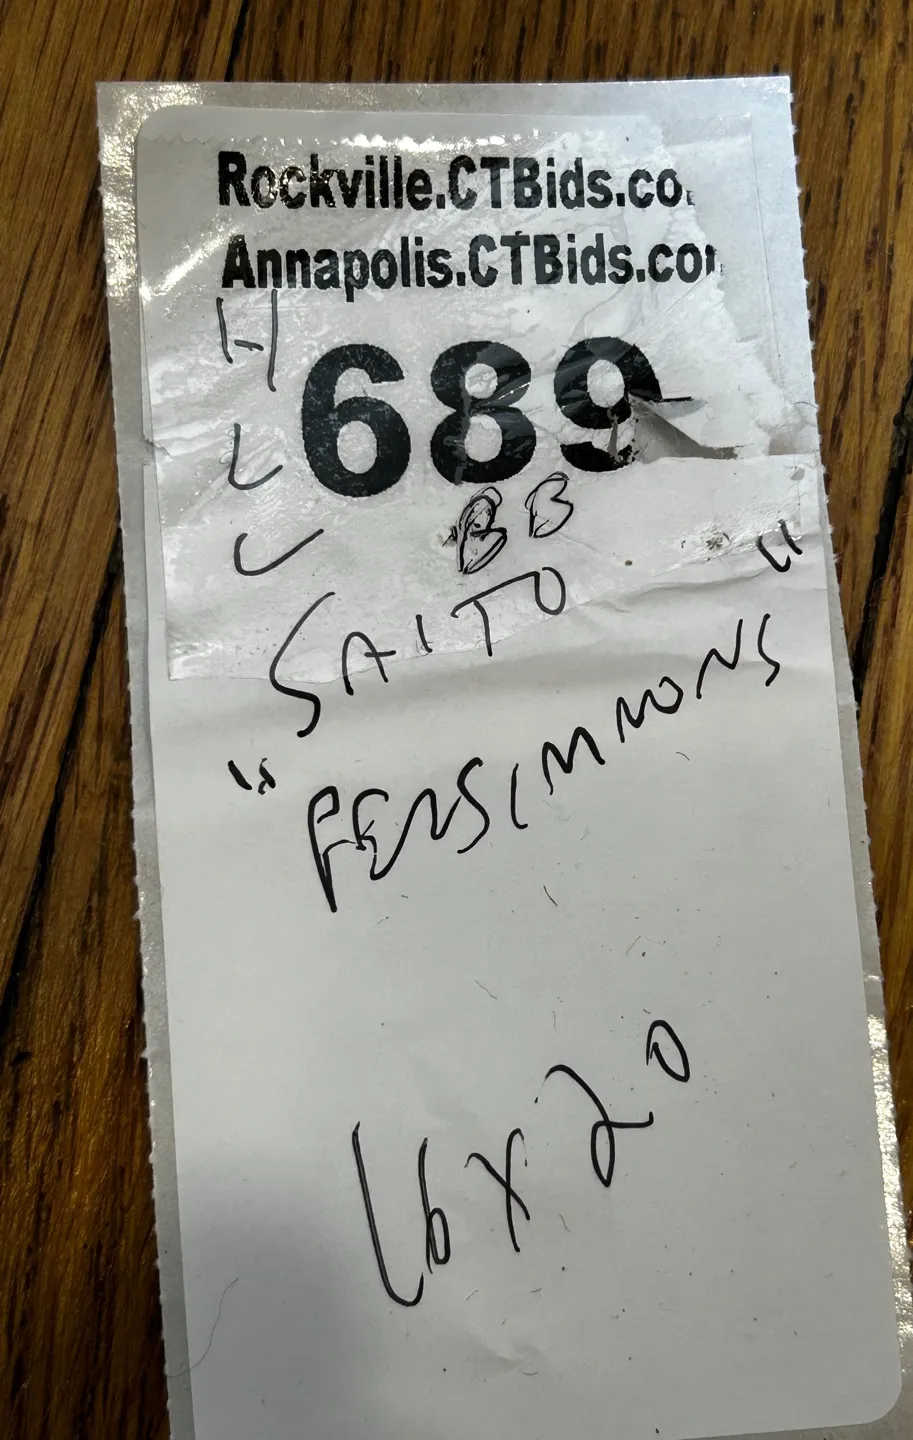 Rockville.CTBids.co
Annapolis.CTBids.co
H
689
L
L
BB
SAITO
"PERSIMMONS"
16x20